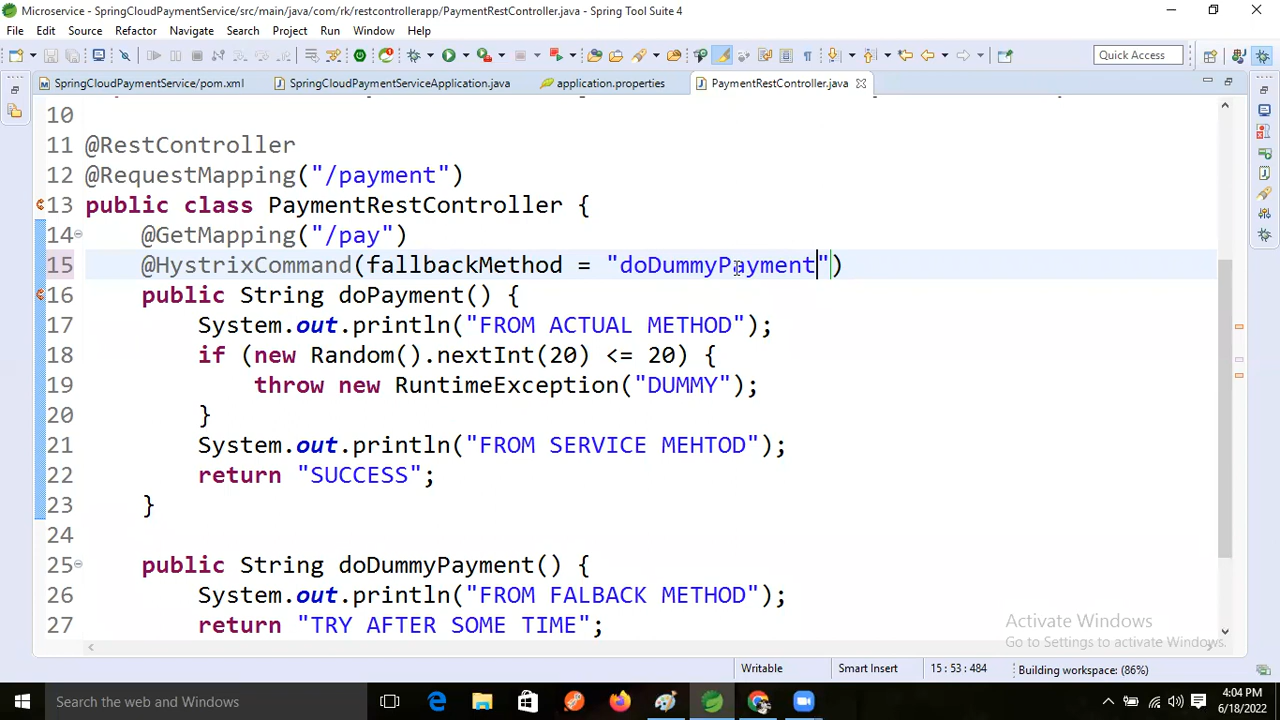 Microservice - SpringCloudPaymentService/src/main/java/com/rk/restcontrollerapp/PaymentRestController.java - Spring Tool Suite 4
File Edit Source Refactor Navigate Search Project Run Window Help
Quick Access
SpringCloudPaymentService/pom.xml SpringCloudPaymentServiceApplication.java application.properties PaymentRestController.java
10
11 @RestController
12 @RequestMapping("/payment")
13 public class PaymentRestController {
14 @GetMapping("/pay")
15 @HystrixCommand(fallbackMethod = "doDummyPayment")
16 public String doPayment() {
17 System.out.println("FROM ACTUAL METHOD");
18 if (new Random().nextInt(20) <= 20) {
19 throw new RuntimeException("DUMMY");
20 }
21 System.out.println("FROM SERVICE MEHTOD");
22 return "SUCCESS";
23 }
24
25 public String doDummyPayment() {
26 System.out.println("FROM FALBACK METHOD");
27 return "TRY AFTER SOME TIME";
Activate Windows
Go to Settings to activate Windows.
Writable Smart Insert 15 : 53 : 484 Building workspace: (86%)
Search Windows
4:04 PM
6/18/2022